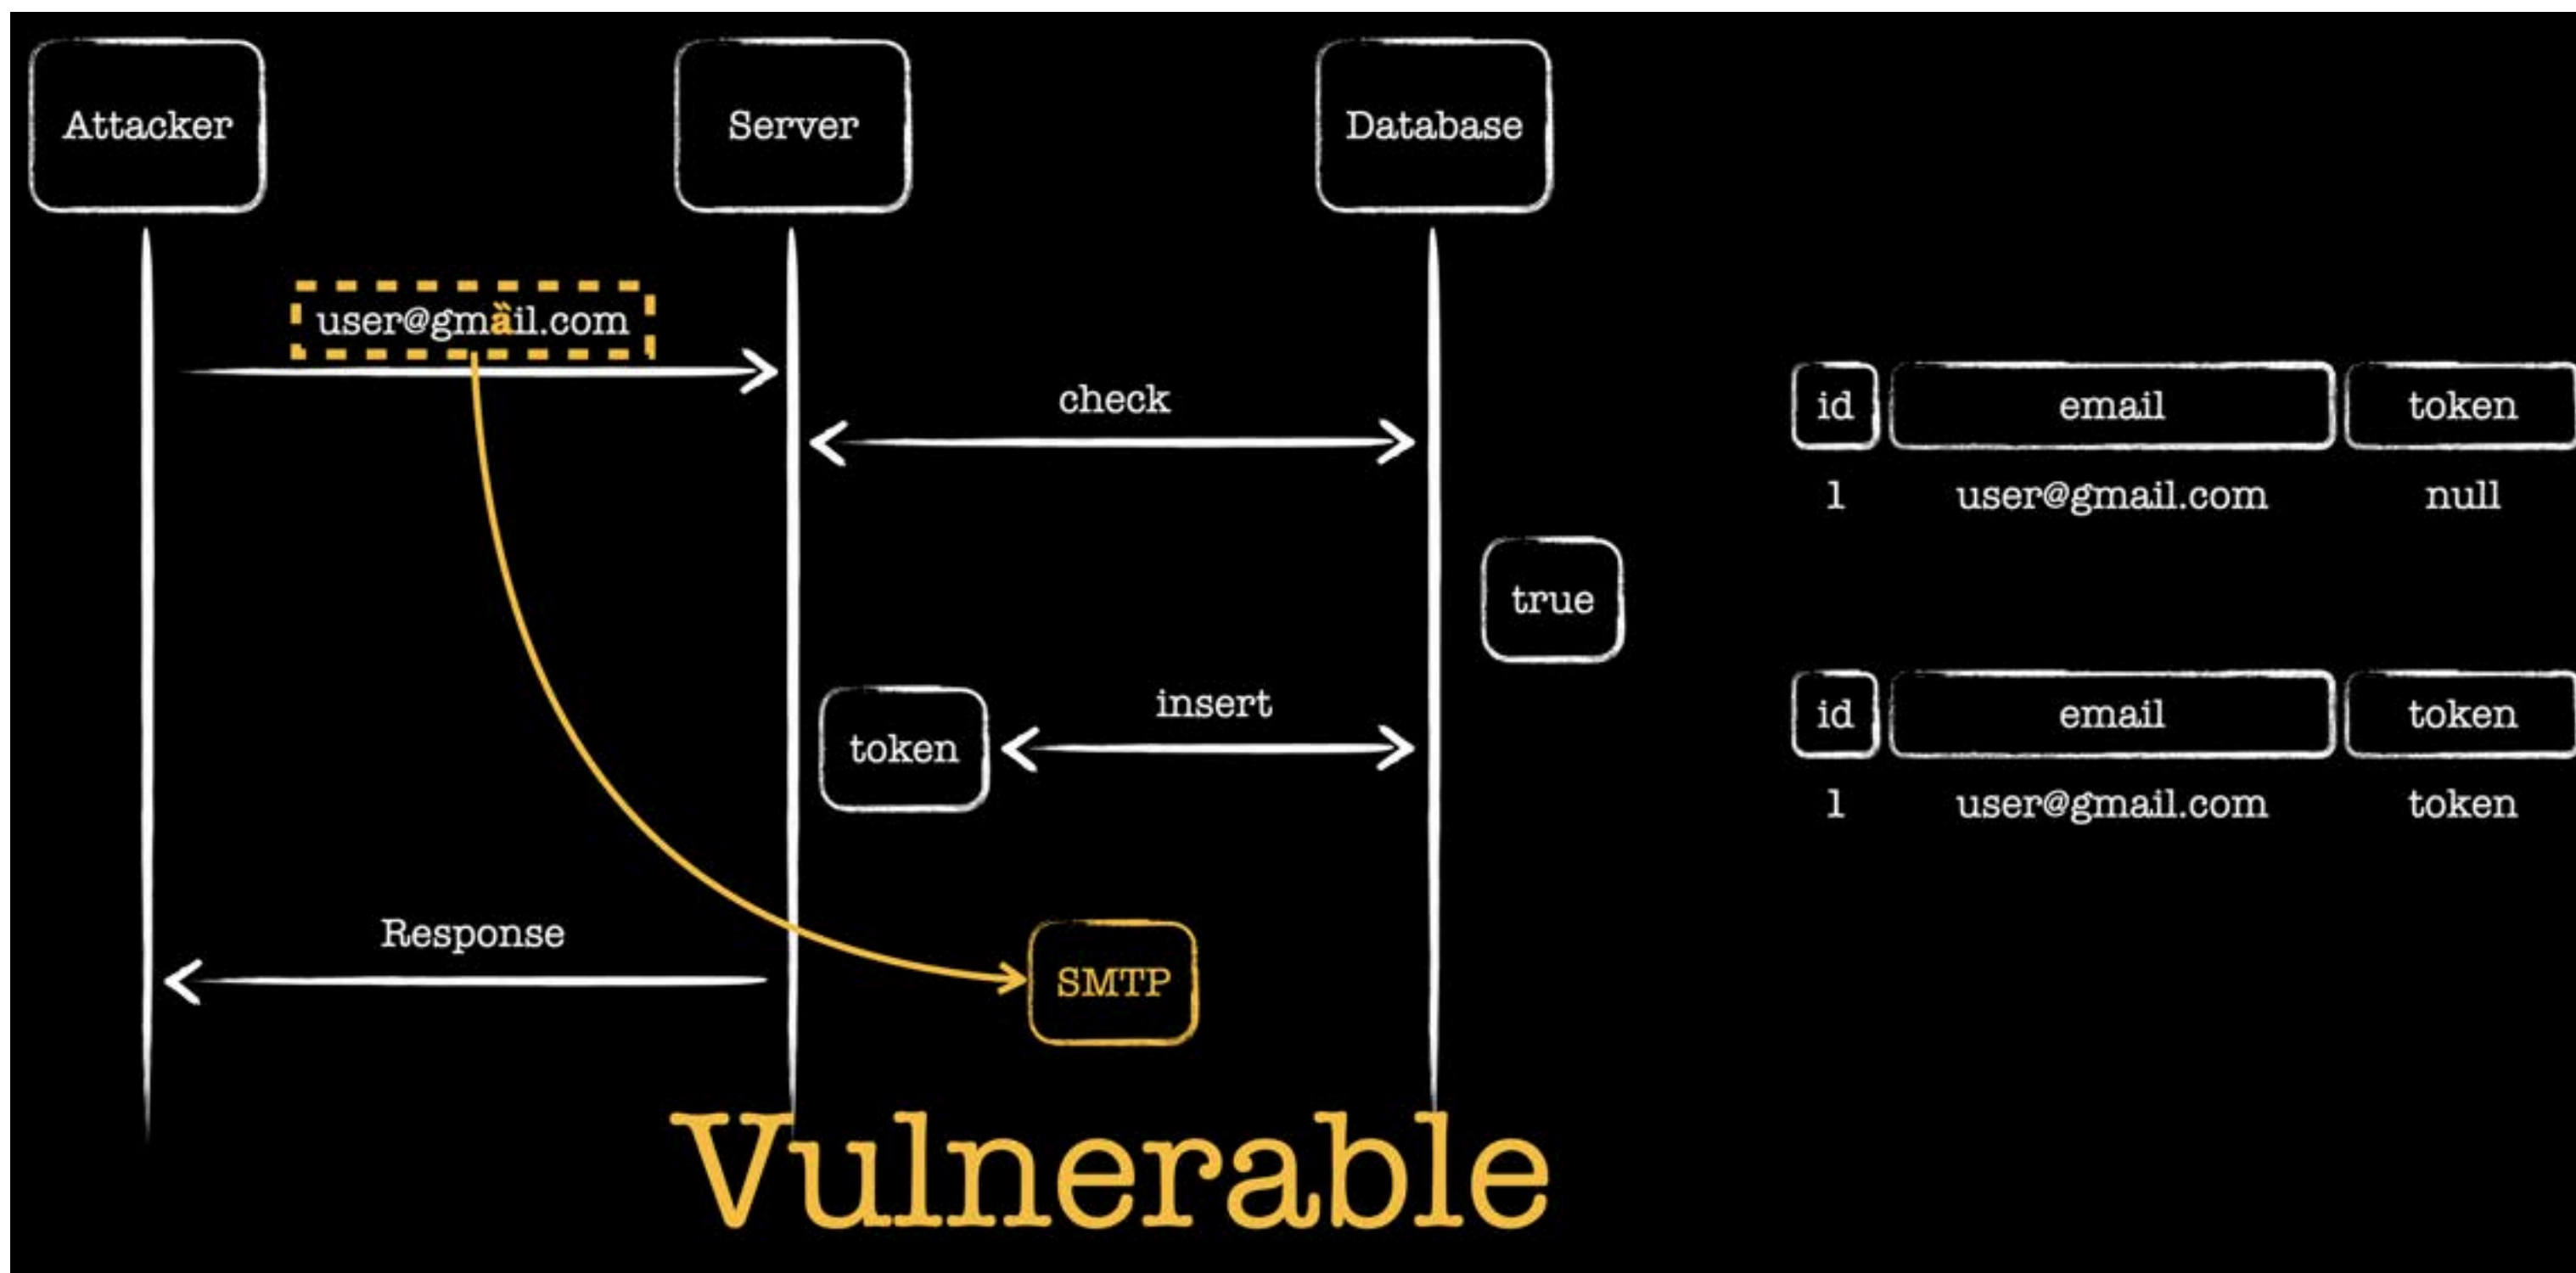 Attacker
Server
Database
user@gmȁil.com
check
id email token
1 user@gmail.com null
true
insert
token
id email token
1 user@gmail.com token
Response
SMTP
Vulnerable